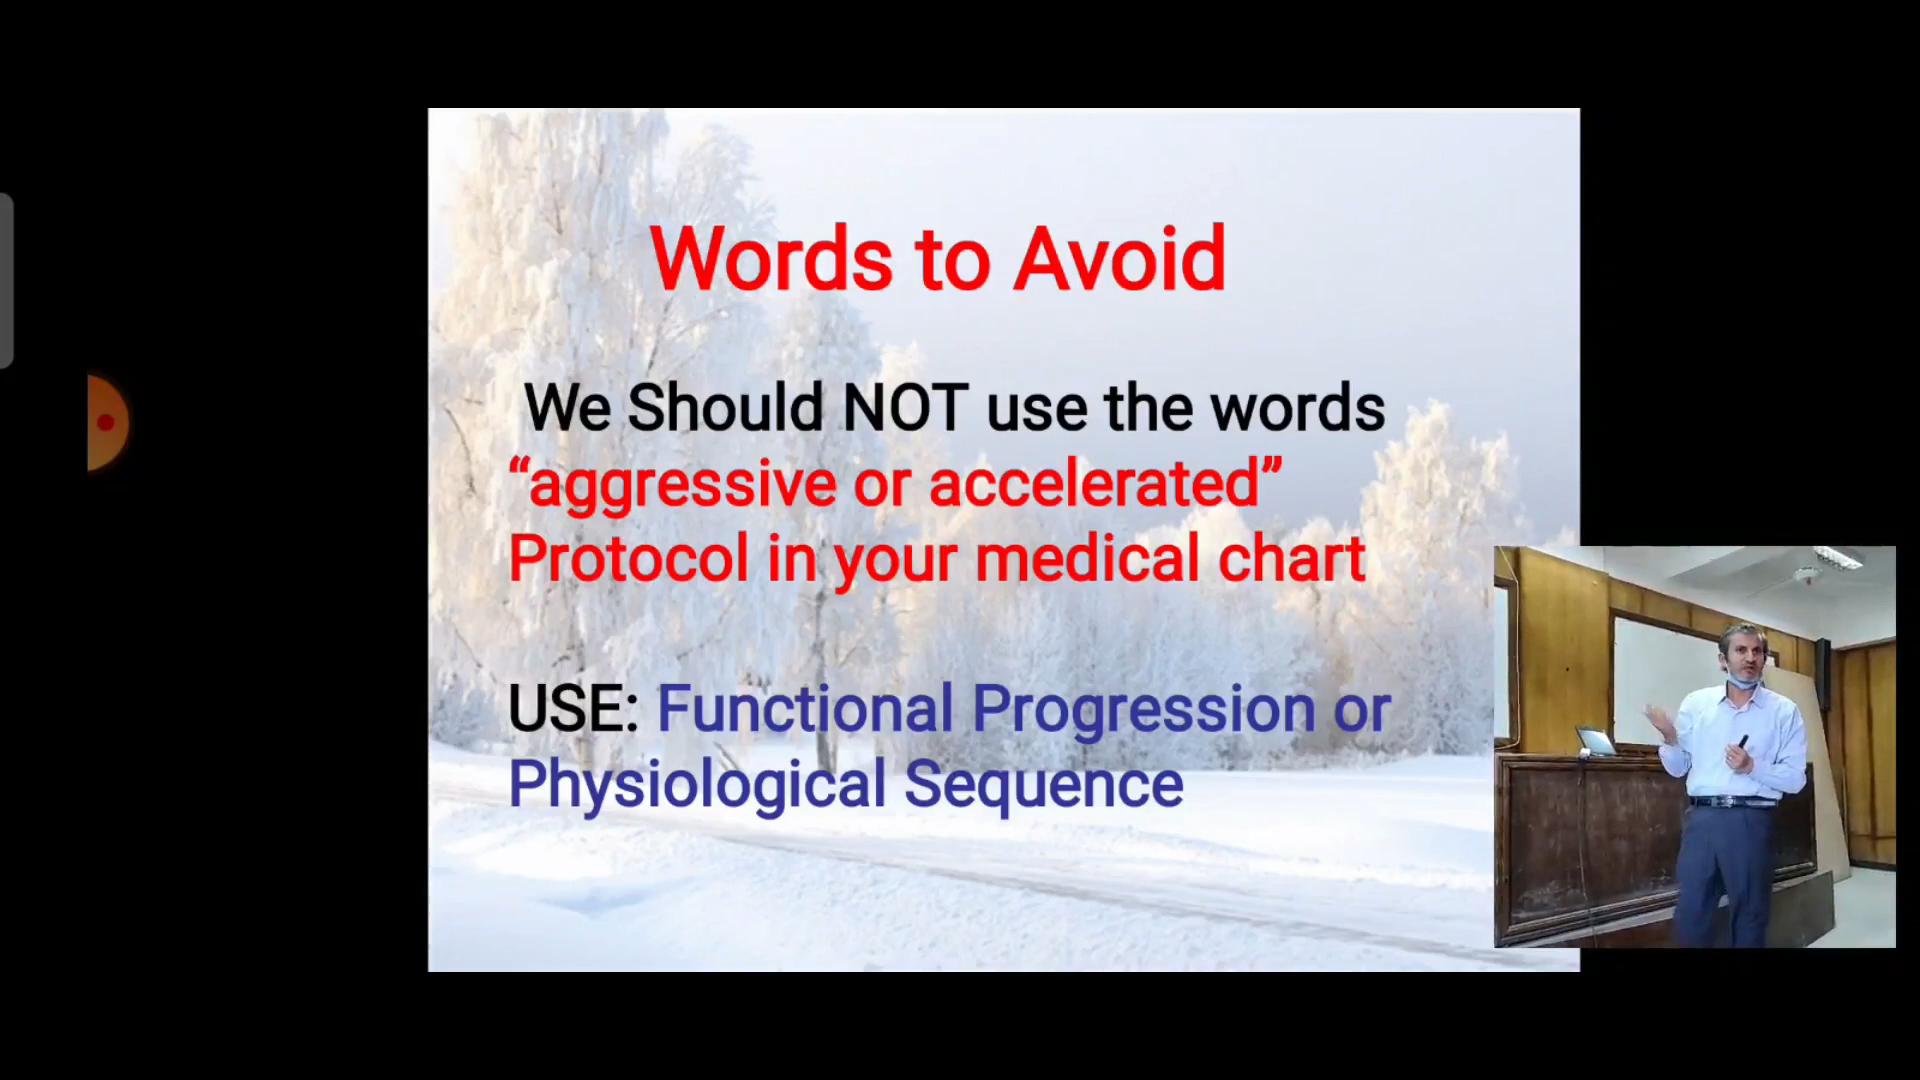 Words to Avoid
We Should NOT use the words
“aggressive or accelerated”
Protocol in your medical chart
USE: Functional Progression or
Physiological Sequence